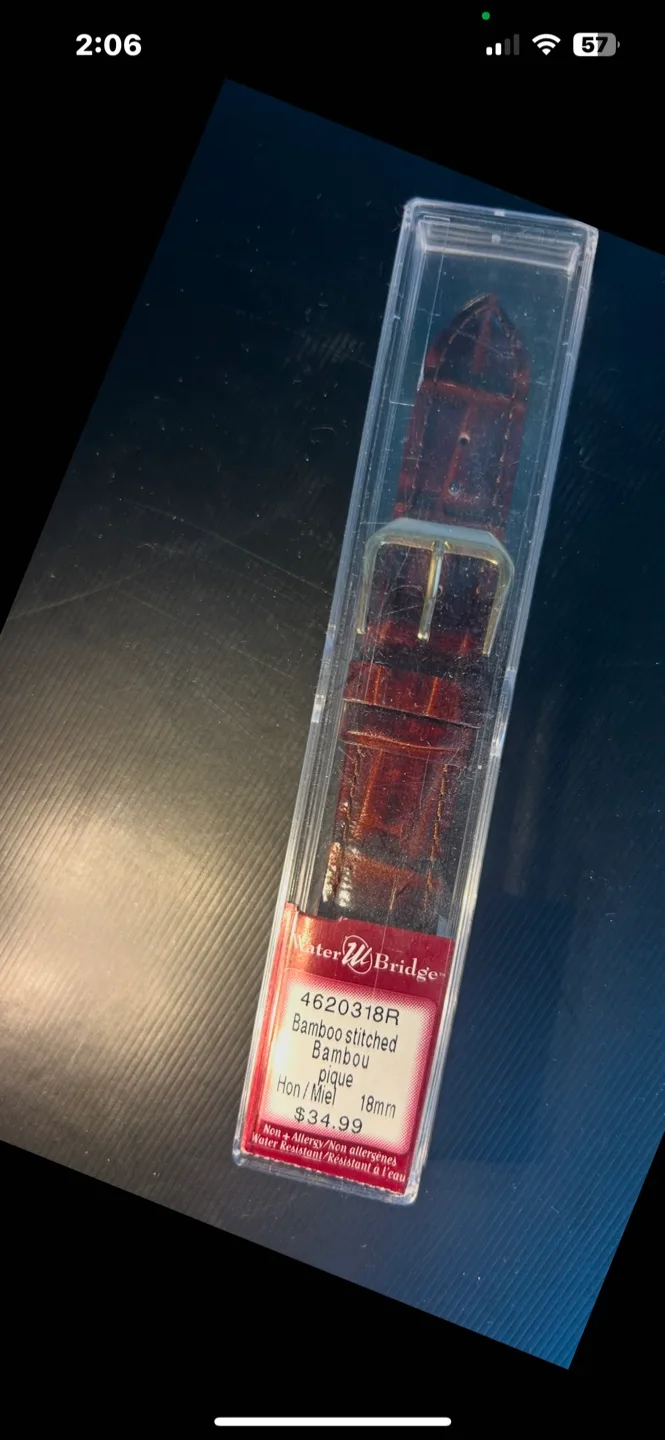 2:06
57
Water W Bridge™
4620318R
Bamboo stitched
Bambou
pique
Hon / Miel 18mm
$34.99
Non + Allergy/Non allergènes
Water Resistant/Résistant à l'eau